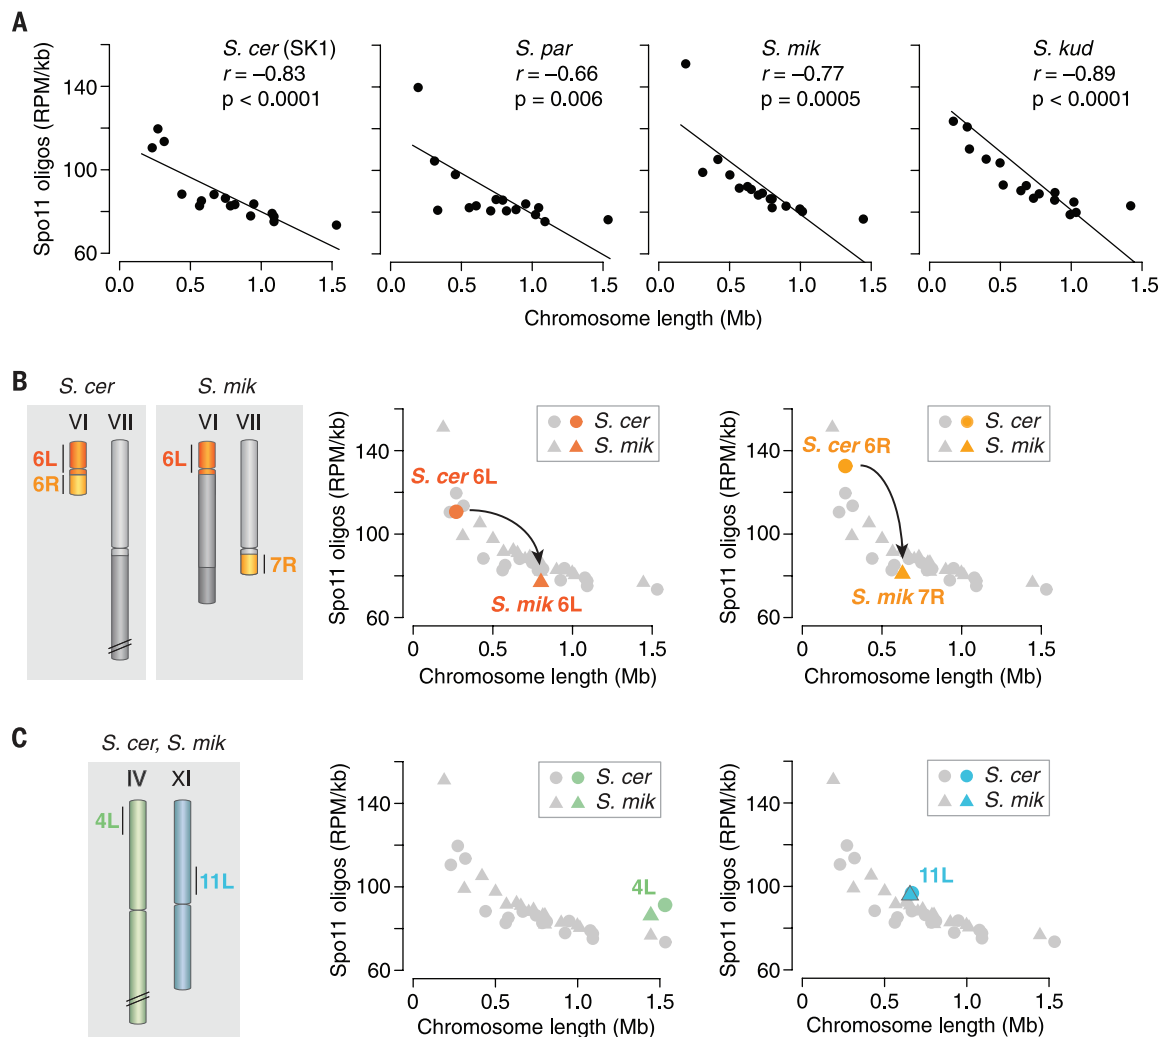 A
S. cer (SK1)
r = –0.83
p < 0.0001
S. par
r = –0.66
p = 0.006
S. mik
r = –0.77
p = 0.0005
S. kud
r = –0.89
p < 0.0001
Spo11 oligos (RPM/kb)
140
100
60
0.0 0.5 1.0 1.5
0.0 0.5 1.0 1.5
0.0 0.5 1.0 1.5
0.0 0.5 1.0 1.5
Chromosome length (Mb)
B
S. cer
VI VII
6L
6R
S. mik
VI VII
6L
7R
Spo11 oligos (RPM/kb)
140
100
60
S. cer
S. mik
S. cer 6L
S. mik 6L
0 0.5 1.0 1.5
Chromosome length (Mb)
Spo11 oligos (RPM/kb)
140
100
60
S. cer
S. mik
S. cer 6R
S. mik 7R
0 0.5 1.0 1.5
Chromosome length (Mb)
C
S. cer, S. mik
IV XI
4L
11L
Spo11 oligos (RPM/kb)
140
100
60
S. cer
S. mik
4L
0 0.5 1.0 1.5
Chromosome length (Mb)
Spo11 oligos (RPM/kb)
140
100
60
S. cer
S. mik
11L
0 0.5 1.0 1.5
Chromosome length (Mb)